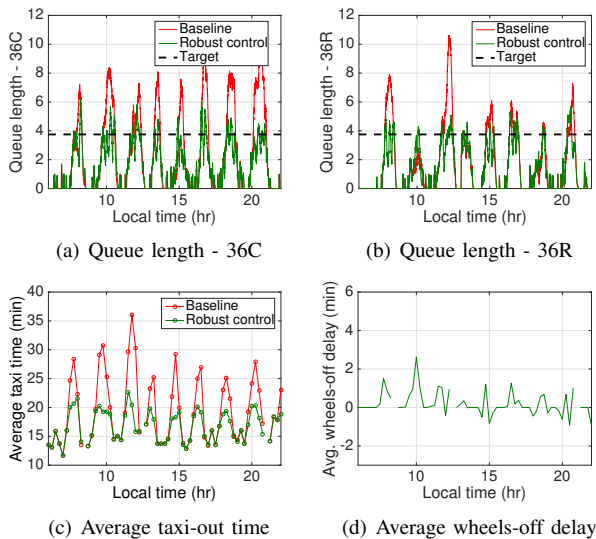 Queue length - 36C
12
10
8
6
4
2
0
Baseline
Robust control
Target
10
15
20
Local time (hr)
(a) Queue length - 36C
Queue length - 36R
12
10
8
6
4
2
0
Baseline
Robust control
Target
10
15
20
Local time (hr)
(b) Queue length - 36R
Average taxi time (min)
40
35
30
25
20
15
10
Baseline
Robust control
10
15
20
Local time (hr)
(c) Average taxi-out time
Avg. wheels-off delay (min)
6
4
2
0
-2
10
15
20
Local time (hr)
(d) Average wheels-off delay